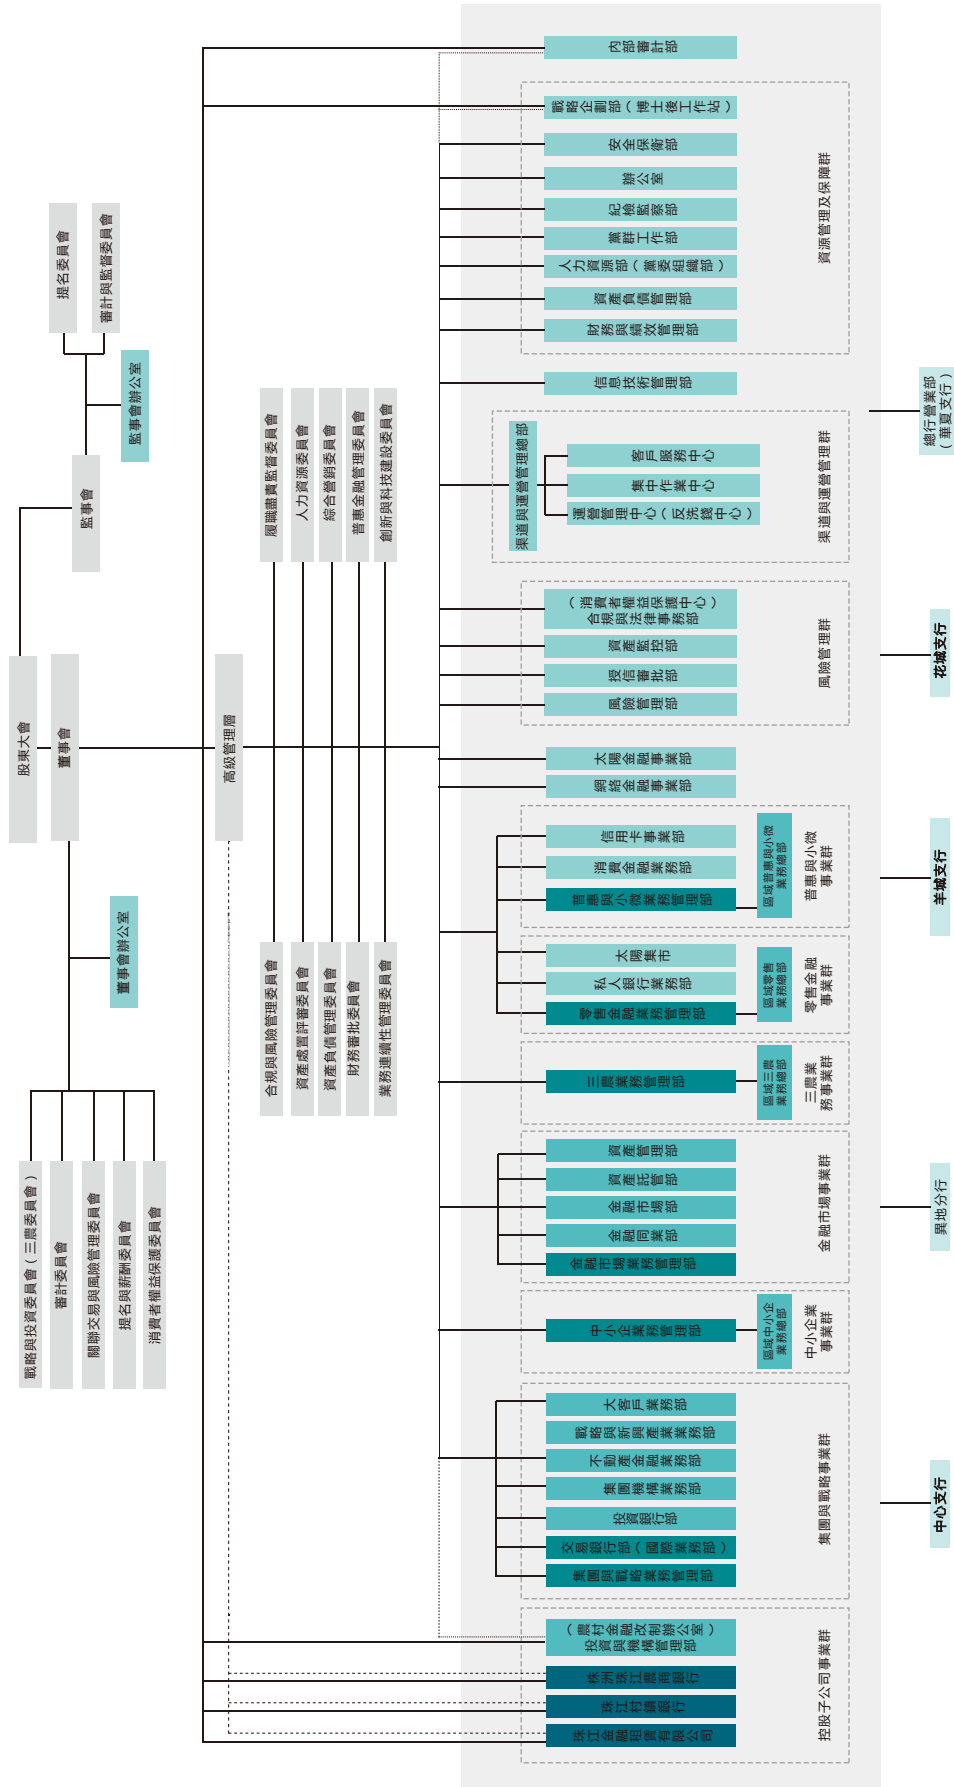 股東大會
董事會
監事會
監事會辦公室
提名委員會
審計與監督委員會
董事會辦公室
戰略與投資委員會（三農委員會）
審計委員會
關聯交易與風險管理委員會
提名與薪酬委員會
消費者權益保護委員會
高級管理層
履職盡責監督委員會
人力資源委員會
綜合營銷委員會
普惠金融管理委員會
創新與科技建設委員會
合規與風險管理委員會
資產處置評審委員會
資產負債管理委員會
財務審批委員會
業務連續性管理委員會
內部審計部
戰略企劃部（博士後工作站）
安全保衛部
辦公室
紀檢監察部
黨群工作部
人力資源部（黨委組織部）
資產負債管理部
財務與績效管理部
資源管理及保障群
信息技術管理部
渠道與運營管理總部
客戶服務中心
集中作業中心
運營管理中心（反洗錢中心）
渠道與運營管理群
（消費者權益保護中心）
合規與法律事務部
資產監控部
授信審批部
風險管理部
風險管理群
太陽金融事業部
網絡金融事業部
信用卡事業部
消費金融業務部
普惠與小微業務管理部
區域普惠與小微
業務總部
普惠與小微
事業群
太陽集市
私人銀行業務部
零售金融業務管理部
區域零售
業務總部
零售金融
事業群
三農業務管理部
區域三農
業務總部
三農業
務事業群
資產管理部
資產託管部
金融市場部
金融同業部
金融市場業務管理部
金融市場事業群
中小企業務管理部
區域中小企
業務總部
中小企業
事業群
大客戶業務部
戰略與新興產業業務部
不動產金融業務部
集團機構業務部
投資銀行部
交易銀行部（國際業務部）
集團與戰略業務管理部
集團與戰略事業群
（農村金融改制辦公室）
投資與機構管理部
株洲珠江農商銀行
珠江村鎮銀行
珠江金融租賃有限公司
控股子公司事業群
總行營業部
（華夏支行）
花城支行
羊城支行
異地分行
中心支行